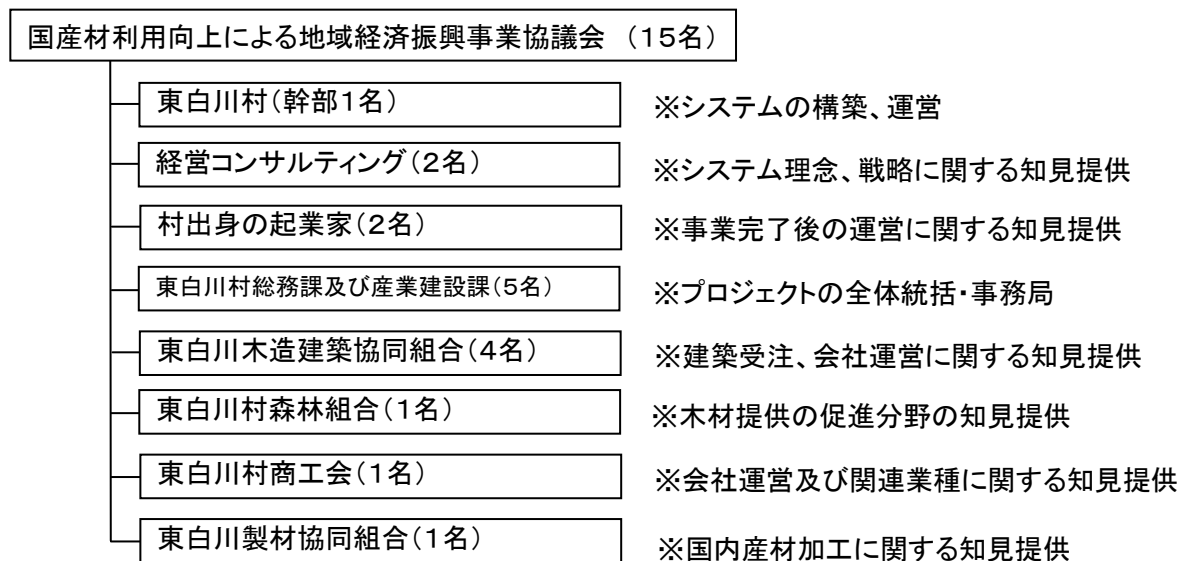 国産材利用向上による地域経済振興事業協議会 (15名)
東白川村(幹部1名) ※システムの構築、運営
経営コンサルティング(2名) ※システム理念、戦略に関する知見提供
村出身の起業家(2名) ※事業完了後の運営に関する知見提供
東白川村総務課及び産業建設課(5名) ※プロジェクトの全体統括・事務局
東白川木造建築協同組合(4名) ※建築受注、会社運営に関する知見提供
東白川村森林組合(1名) ※木材提供の促進分野の知見提供
東白川村商工会(1名) ※会社運営及び関連業種に関する知見提供
東白川製材協同組合(1名) ※国内産材加工に関する知見提供